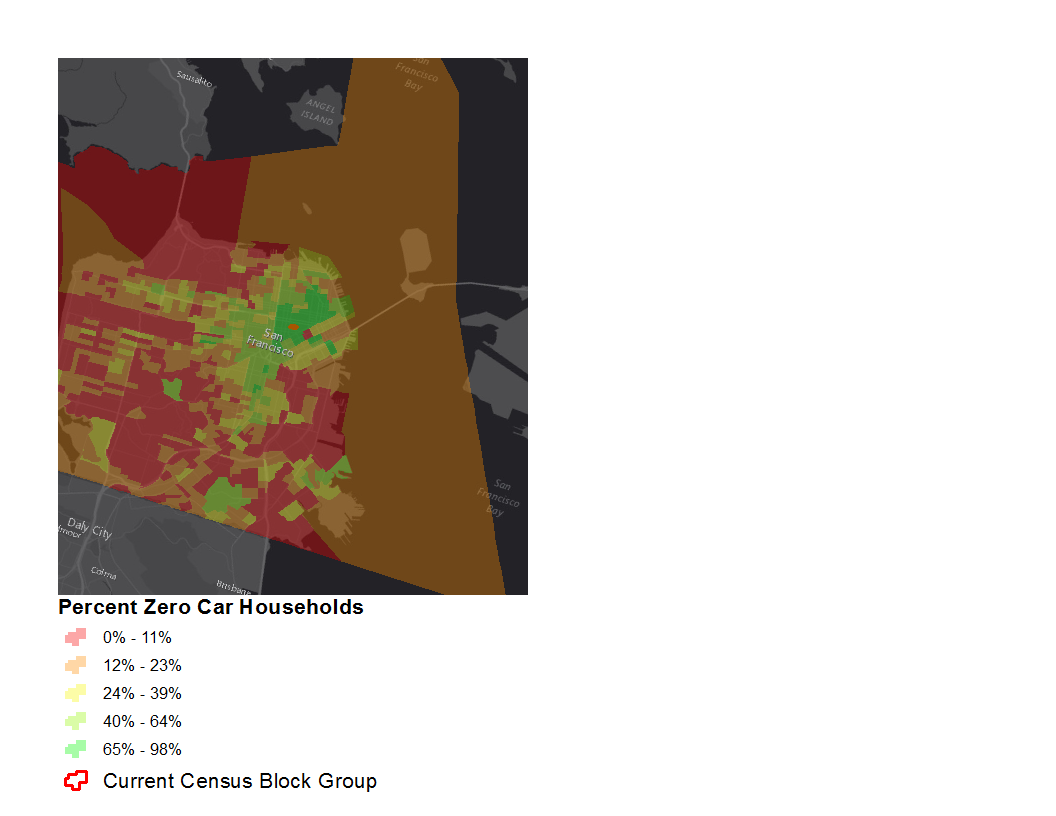 San
Francisco
Bay
Sausalito
ANGEL
ISLAND
San
Francisco
San
Francisco
Bay
Daly City
Colma
Brisbane
Percent Zero Car Households
0% - 11%
12% - 23%
24% - 39%
40% - 64%
65% - 98%
Current Census Block Group